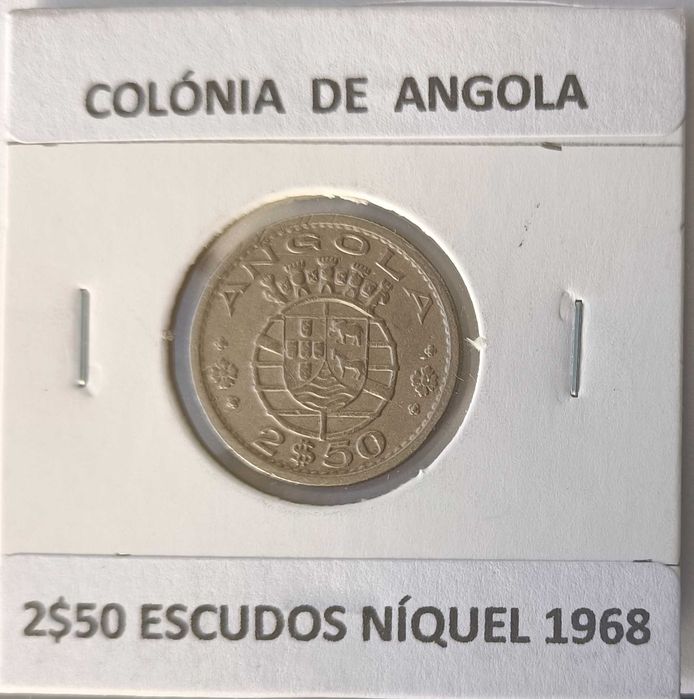 COLÓNIA DE ANGOLA
ANGOLA
2$50
2$50 ESCUDOS NÍQUEL 1968